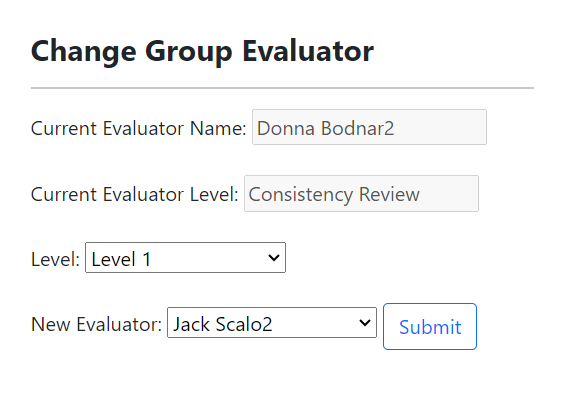 Change Group Evaluator
Current Evaluator Name: Donna Bodnar2
Current Evaluator Level: Consistency Review
Level: Level 1
New Evaluator: Jack Scalo2 Submit